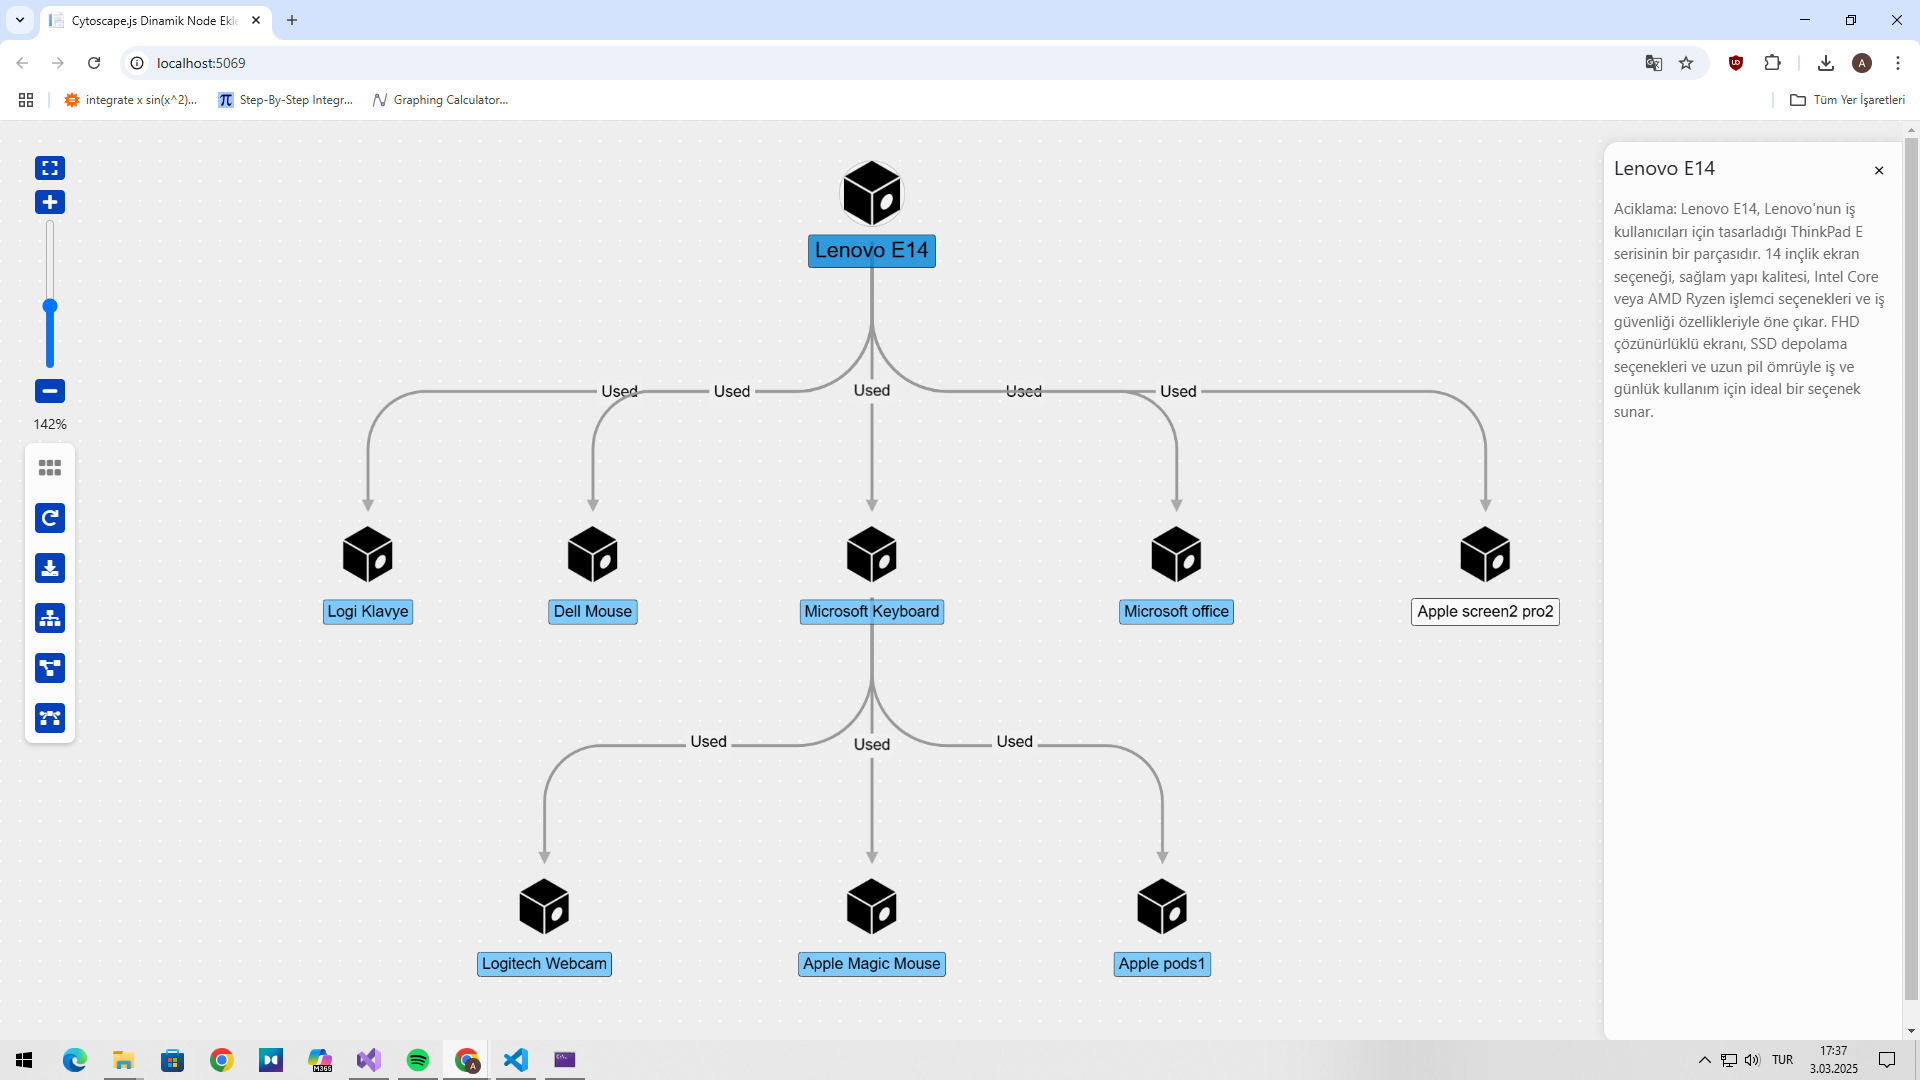 Cytoscape.js Dinamik Node Ekle
localhost:5069
A
integrate x sin(x^2)...
Step-By-Step Integr...
Graphing Calculator...
Tüm Yer İşaretleri
Lenovo E14
Used
Used
Used
Used
Used
Logi Klavye
Dell Mouse
Microsoft Keyboard
Microsoft office
Apple screen2 pro2
Used
Used
Used
Logitech Webcam
Apple Magic Mouse
Apple pods1
142%
Lenovo E14
Aciklama: Lenovo E14, Lenovo'nun iş
kullanıcıları için tasarladığı ThinkPad E
serisinin bir parçasıdır. 14 inçlik ekran
seçeneği, sağlam yapı kalitesi, Intel Core
veya AMD Ryzen işlemci seçenekleri ve iş
güvenliği özellikleriyle öne çıkar. FHD
çözünürlüklü ekranı, SSD depolama
seçenekleri ve uzun pil ömrüyle iş ve
günlük kullanım için ideal bir seçenek
sunar.
M365
A
TUR
17:37
3.03.2025